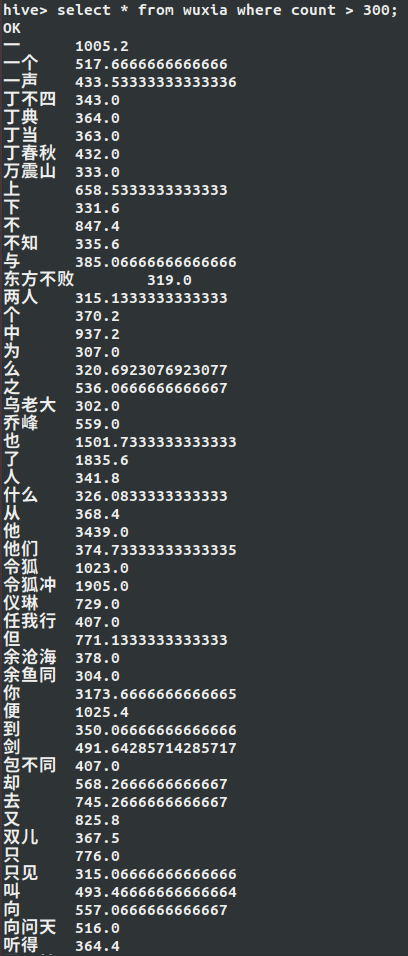 hive> select * from wuxia where count > 300;
OK
一 1005.2
一个 517.6666666666666
一声 433.53333333333336
丁不四 343.0
丁典 364.0
丁当 363.0
丁春秋 432.0
万震山 333.0
上 658.5333333333333
下 331.6
不 847.4
不知 335.6
与 385.06666666666666
东方不败 319.0
两人 315.1333333333333
个 370.2
中 937.2
为 307.0
么 320.6923076923077
之 536.0666666666667
乌老大 302.0
乔峰 559.0
也 1501.7333333333333
了 1835.6
人 341.8
什么 326.0833333333333
从 368.4
他 3439.0
他们 374.73333333333335
令狐 1023.0
令狐冲 1905.0
仪琳 729.0
任我行 407.0
但 771.1333333333333
余沧海 378.0
余鱼同 304.0
你 3173.6666666666665
便 1025.4
到 350.06666666666666
剑 491.64285714285717
包不同 407.0
却 568.2666666666667
去 745.2666666666667
又 825.8
双儿 367.5
只 776.0
只见 315.06666666666666
叫 493.46666666666664
向 557.0666666666667
向问天 516.0
听得 364.4